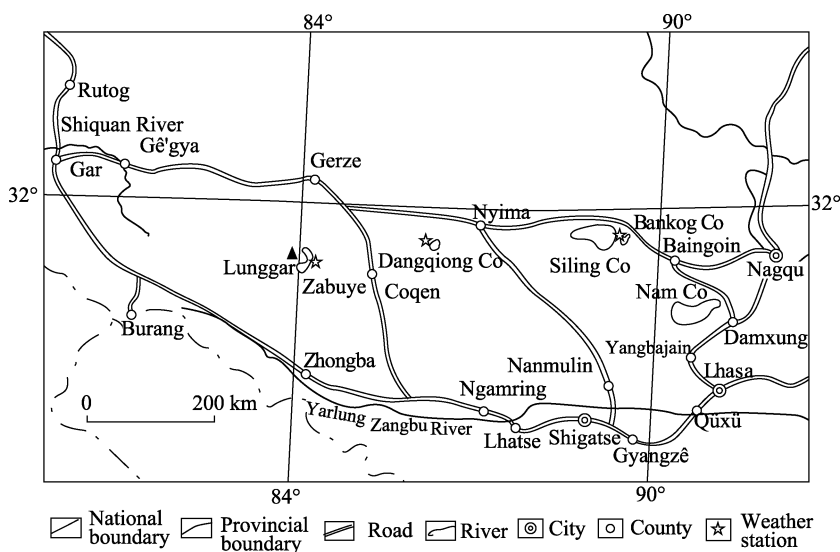 84°
90°
Rutog
Shiquan River
Gê'gya
Gar
Gerze
32°
32°
Nyima
Bankog Co
Baingoin
Lunggar
Zabuye
Dangqiong Co
Coqen
Siling Co
Nagqu
Nam Co
Burang
Damxung
Yangbajain
Zhongba
Nanmulin
Lhasa
0
200 km
Ngamring
Yarlung Zangbu River
Lhatse
Shigatse
Qüxü
Gyangzê
84°
90°
National
boundary
Provincial
boundary
Road
River
City
County
Weather
station